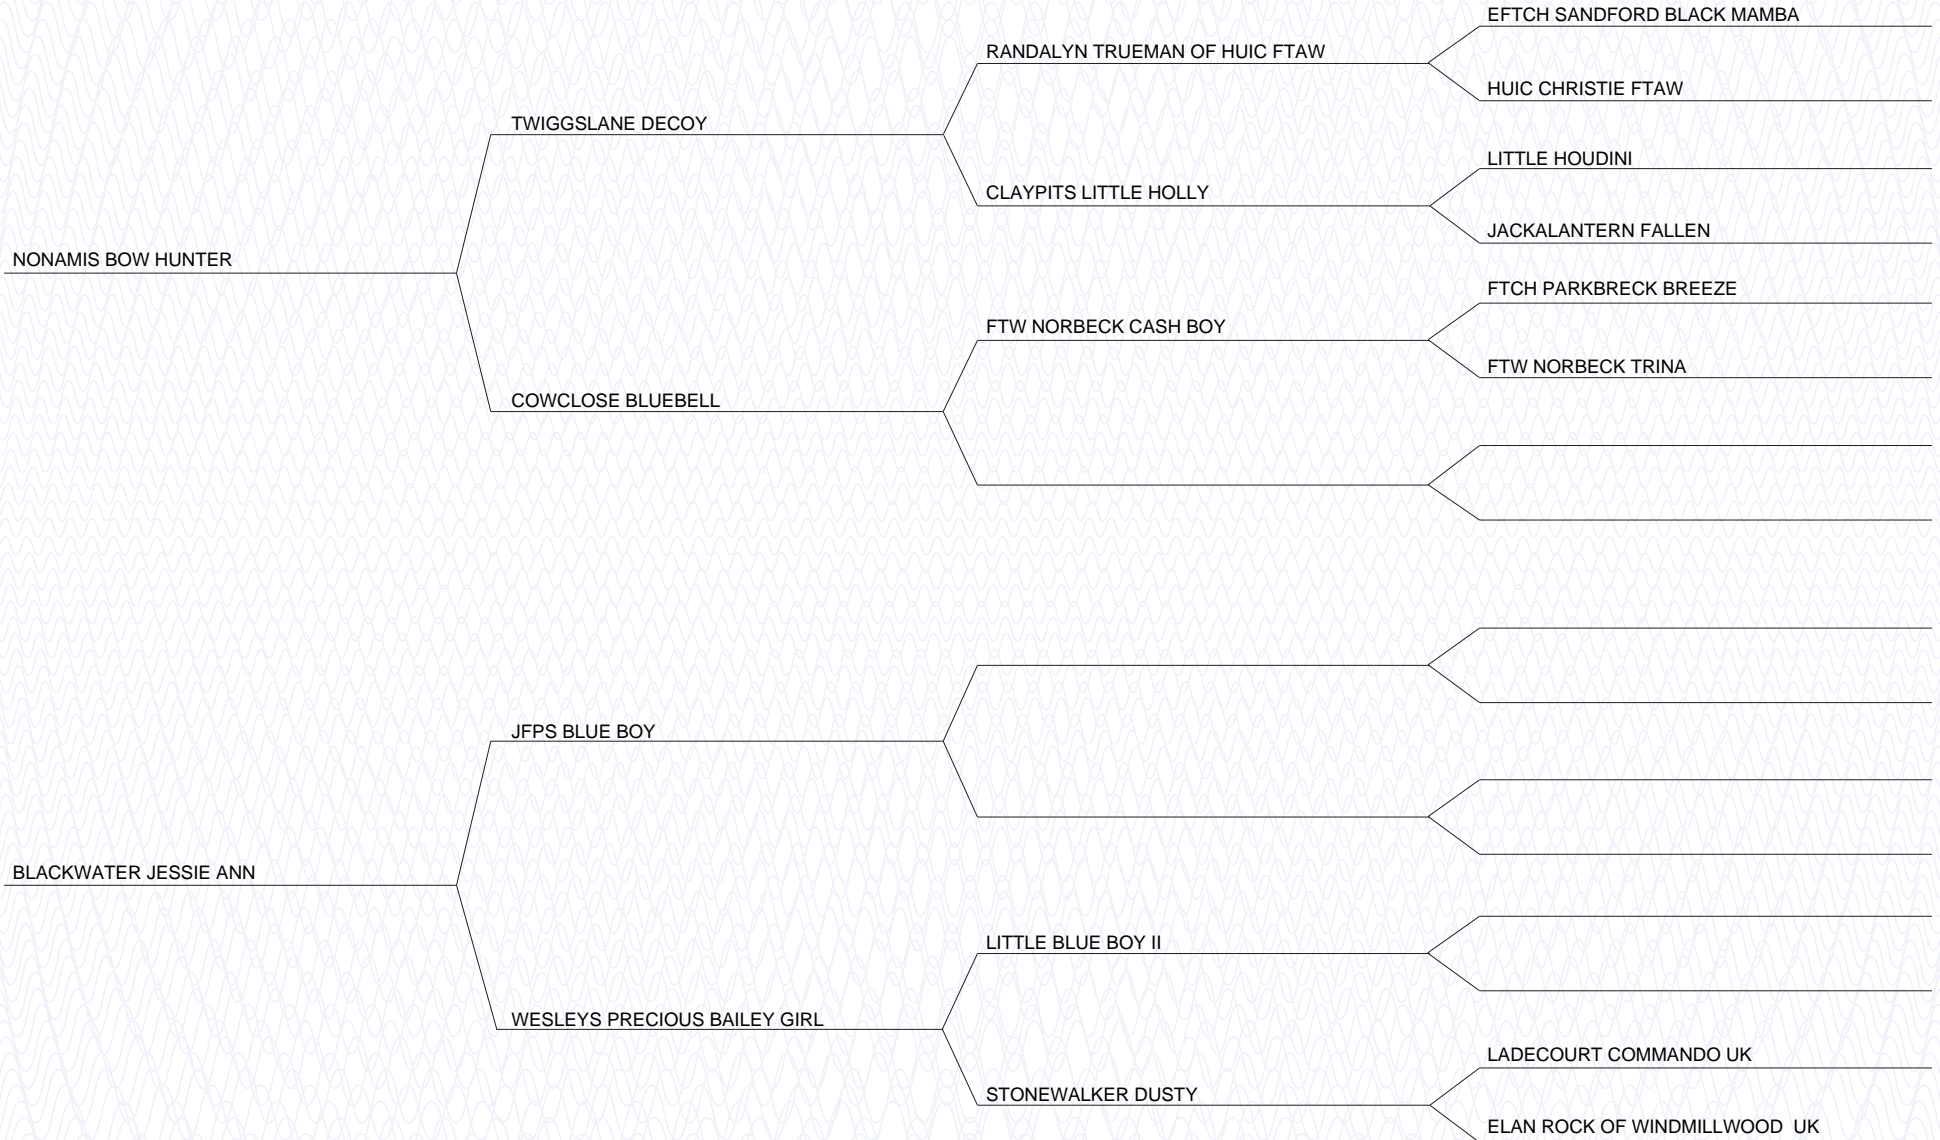 EFTCH SANDFORD BLACK MAMBA
RANDALYN TRUEMAN OF HUIC FTAW
HUIC CHRISTIE FTAW
TWIGGSLANE DECOY
LITTLE HOUDINI
CLAYPITS LITTLE HOLLY
JACKALANTERN FALLEN
NONAMIS BOW HUNTER
FTCH PARKBRECK BREEZE
FTW NORBECK CASH BOY
FTW NORBECK TRINA
COWCLOSE BLUEBELL
JFPS BLUE BOY
BLACKWATER JESSIE ANN
LITTLE BLUE BOY II
WESLEYS PRECIOUS BAILEY GIRL
LADECOURT COMMANDO UK
STONEWALKER DUSTY
ELAN ROCK OF WINDMILLWOOD  UK